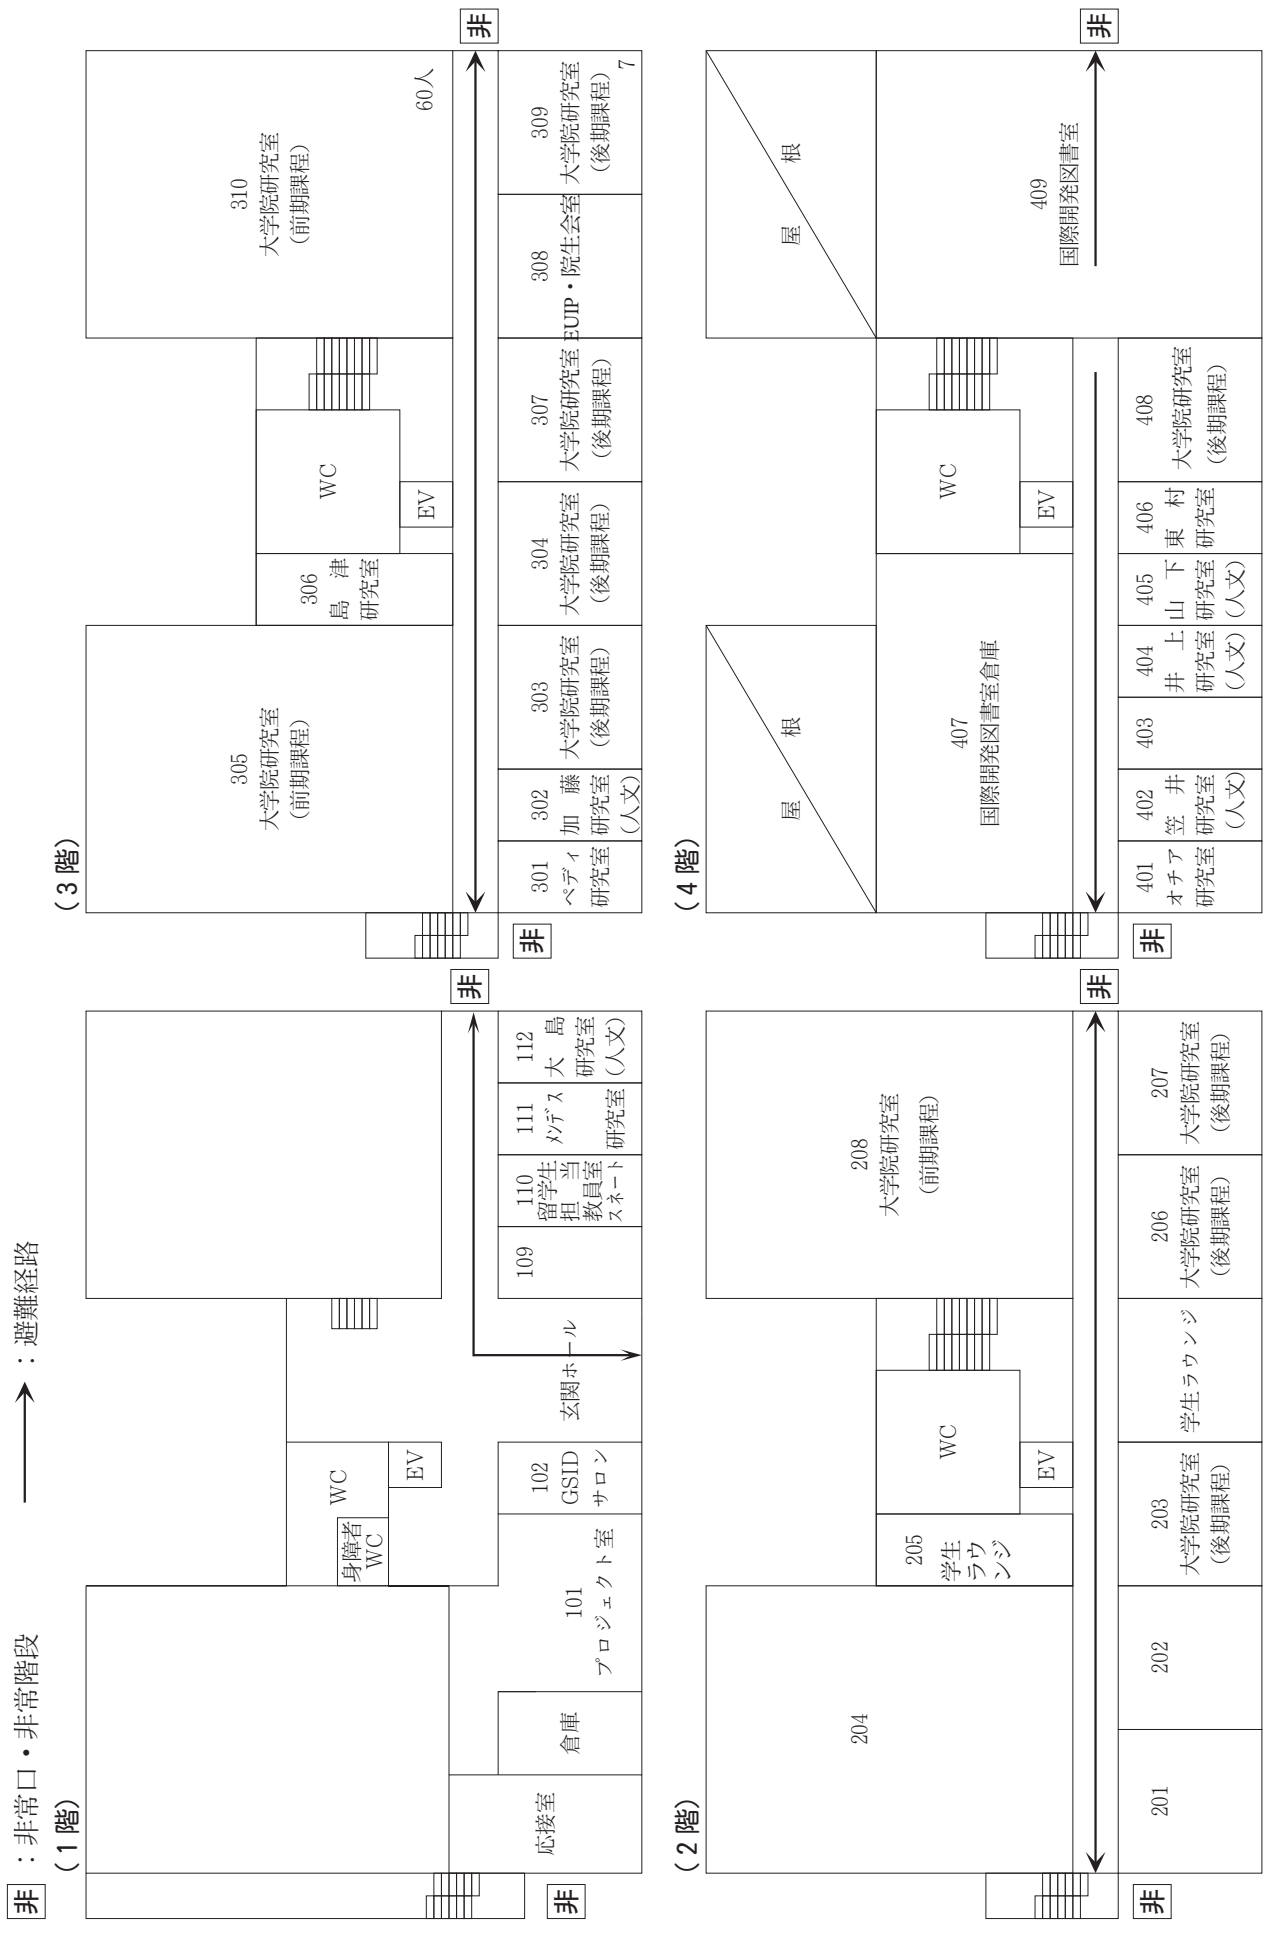 非 : 非常口・非常階段
: 避難経路
(1階)
応接室
倉庫
101
プロジェクト室
身障者
WC
WC
EV
102
GSID
サロン
玄関ホール
109
110
留学生
担当
教員室
スネート
111
メンデス
研究室
112
大島
研究室
(人文)
非
非
(2階)
204
205
学生
ラウ
ンジ
WC
EV
208
大学院研究室
(前期課程)
201
202
203
大学院研究室
(後期課程)
学生ラウンジ
206
大学院研究室
(後期課程)
207
大学院研究室
(後期課程)
非
非
(3階)
305
大学院研究室
(前期課程)
306
島津
研究室
WC
EV
310
大学院研究室
(前期課程)
60人
301
ペディ
研究室
302
加藤
研究室
(人文)
303
大学院研究室
(後期課程)
304
大学院研究室
(後期課程)
307
大学院研究室
(後期課程)
308
EUIP・院生会室
309
大学院研究室
(後期課程)
7
非
非
(4階)
屋根
屋根
407
国際開発図書室倉庫
WC
EV
409
国際開発図書室
401
オチア
研究室
402
笠井
研究室
(人文)
403
404
井上
研究室
(人文)
405
山下
研究室
(人文)
406
東村
研究室
408
大学院研究室
(後期課程)
非
非